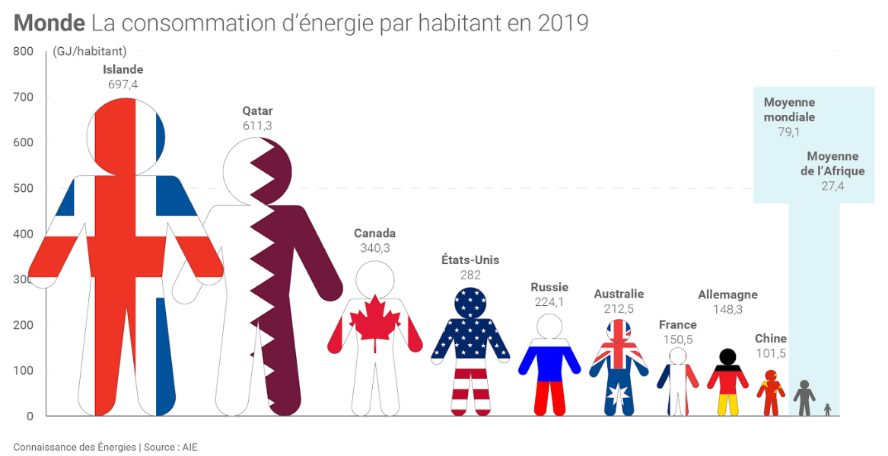 Monde La consommation d'énergie par habitant en 2019
800
(GJ/habitant)
700
600
500
400
300
200
100
0
Islande
697,4
Qatar
611,3
Canada
340,3
États-Unis
282
Russie
224,1
Australie
212,5
France
150,5
Allemagne
148,3
Chine
101,5
Moyenne
mondiale
79,1
Moyenne
de l'Afrique
27,4
Connaissance des Énergies | Source : AIE